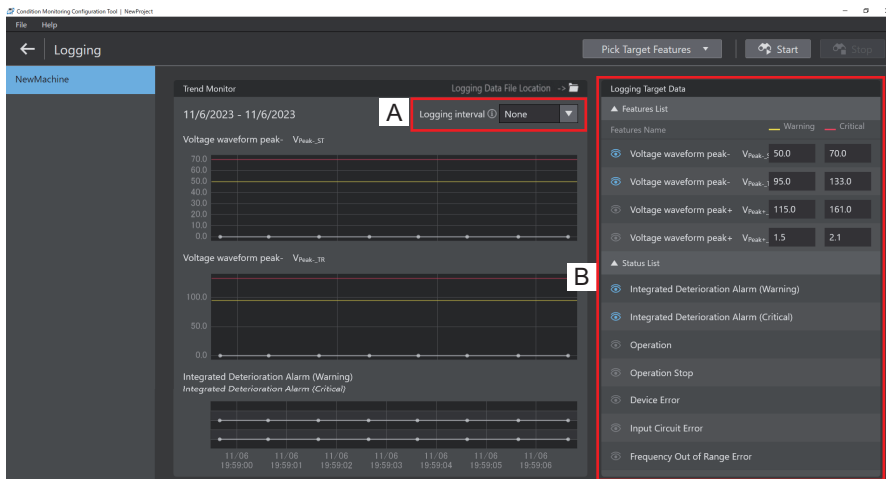 Condition Monitoring Configuration Tool | NewProject
File Help
← Logging
Pick Target Features ▼
Start
Stop
NewMachine
Trend Monitor
Logging Data File Location ->
11/6/2023 - 11/6/2023
A
Logging interval ⓘ None ▼
Voltage waveform peak- VPeak-_ST
70.0
60.0
50.0
40.0
30.0
20.0
10.0
0.0
Voltage waveform peak- VPeak-_TR
100.0
50.0
0.0
Integrated Deterioration Alarm (Warning)
Integrated Deterioration Alarm (Critical)
11/06 11/06 11/06 11/06 11/06 11/06 11/06
19:59:00 19:59:01 19:59:02 19:59:03 19:59:04 19:59:05 19:59:06
B
Logging Target Data
▲ Features List
Features Name Warning Critical
Voltage waveform peak- VPeak-_S 50.0 70.0
Voltage waveform peak- VPeak-_T 95.0 133.0
Voltage waveform peak+ VPeak+_ 115.0 161.0
Voltage waveform peak+ VPeak+_ 1.5 2.1
▲ Status List
Integrated Deterioration Alarm (Warning)
Integrated Deterioration Alarm (Critical)
Operation
Operation Stop
Device Error
Input Circuit Error
Frequency Out of Range Error